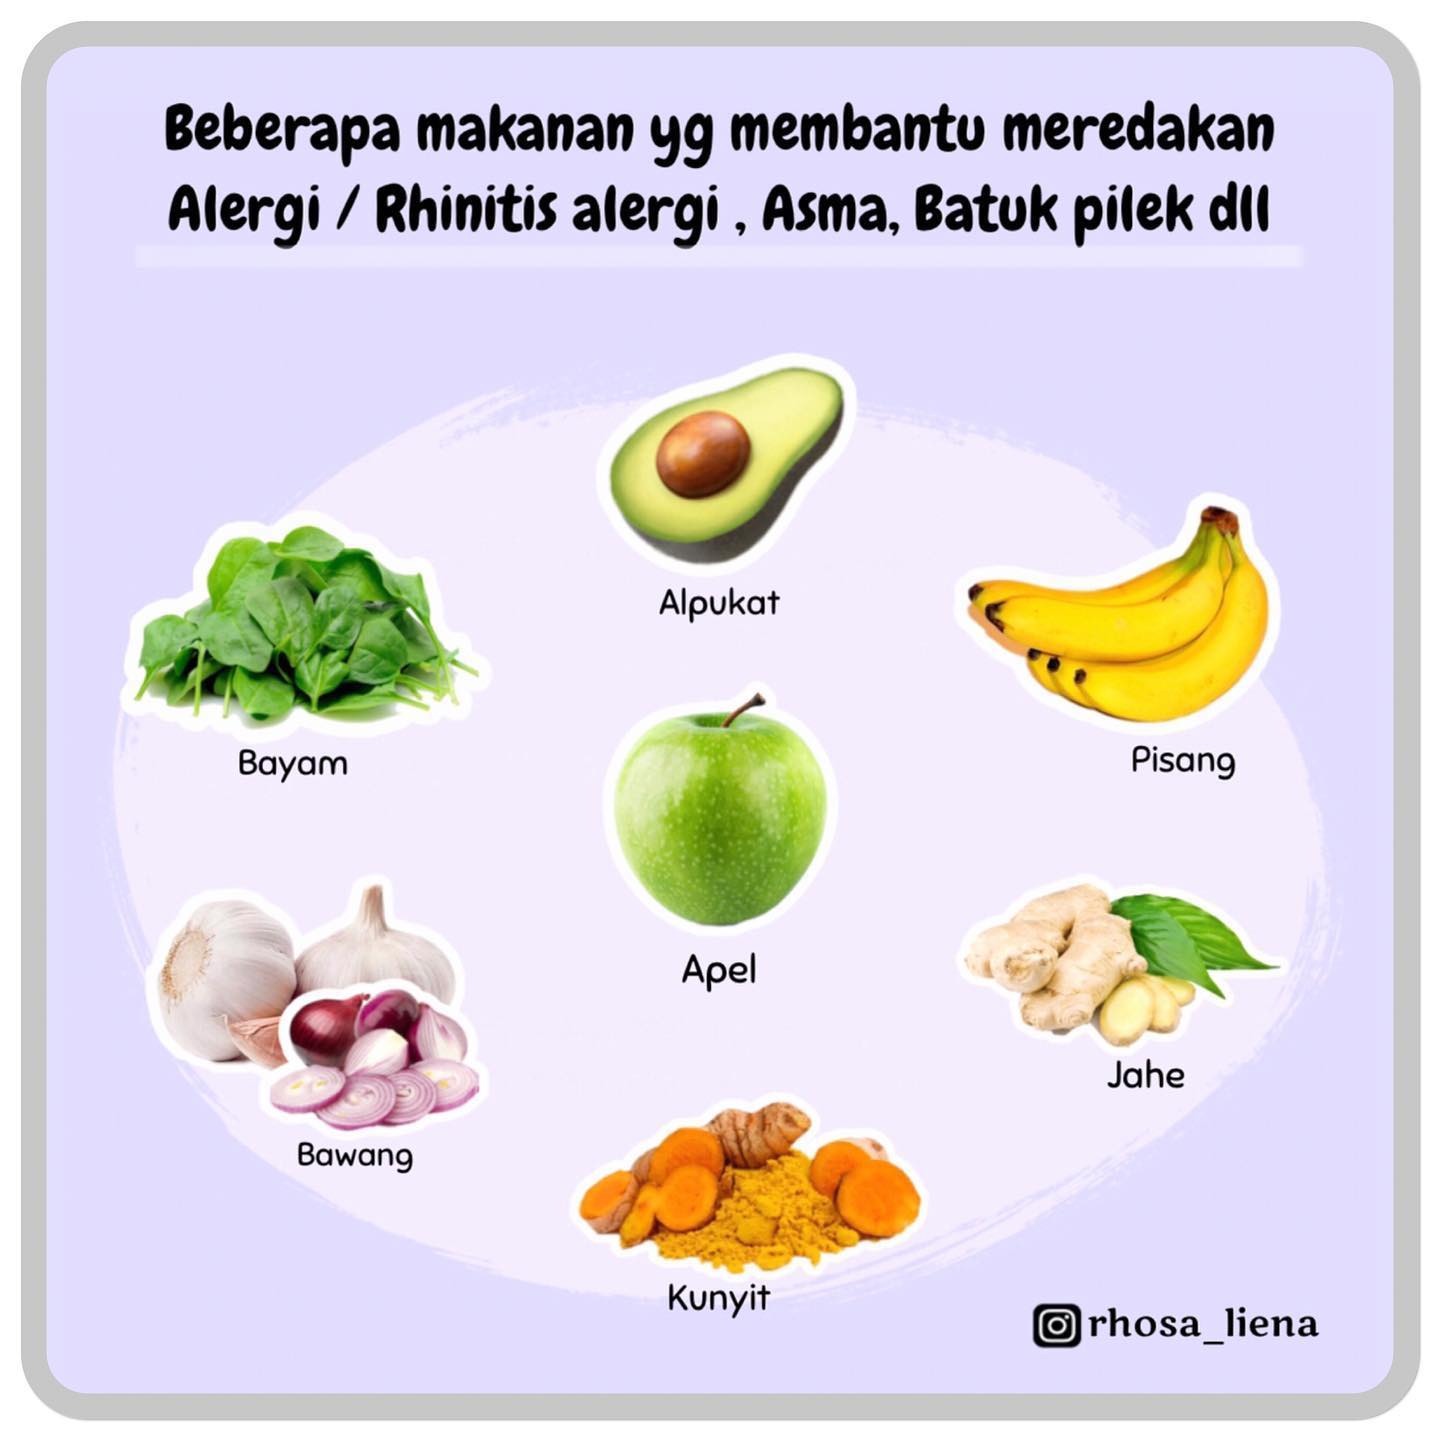 Beberapa makanan yg membantu meredakan
Alergi / Rhinitis alergi , Asma, Batuk pilek dll
Alpukat
Bayam
Pisang
Apel
Bawang
Jahe
Kunyit
rhosa_liena